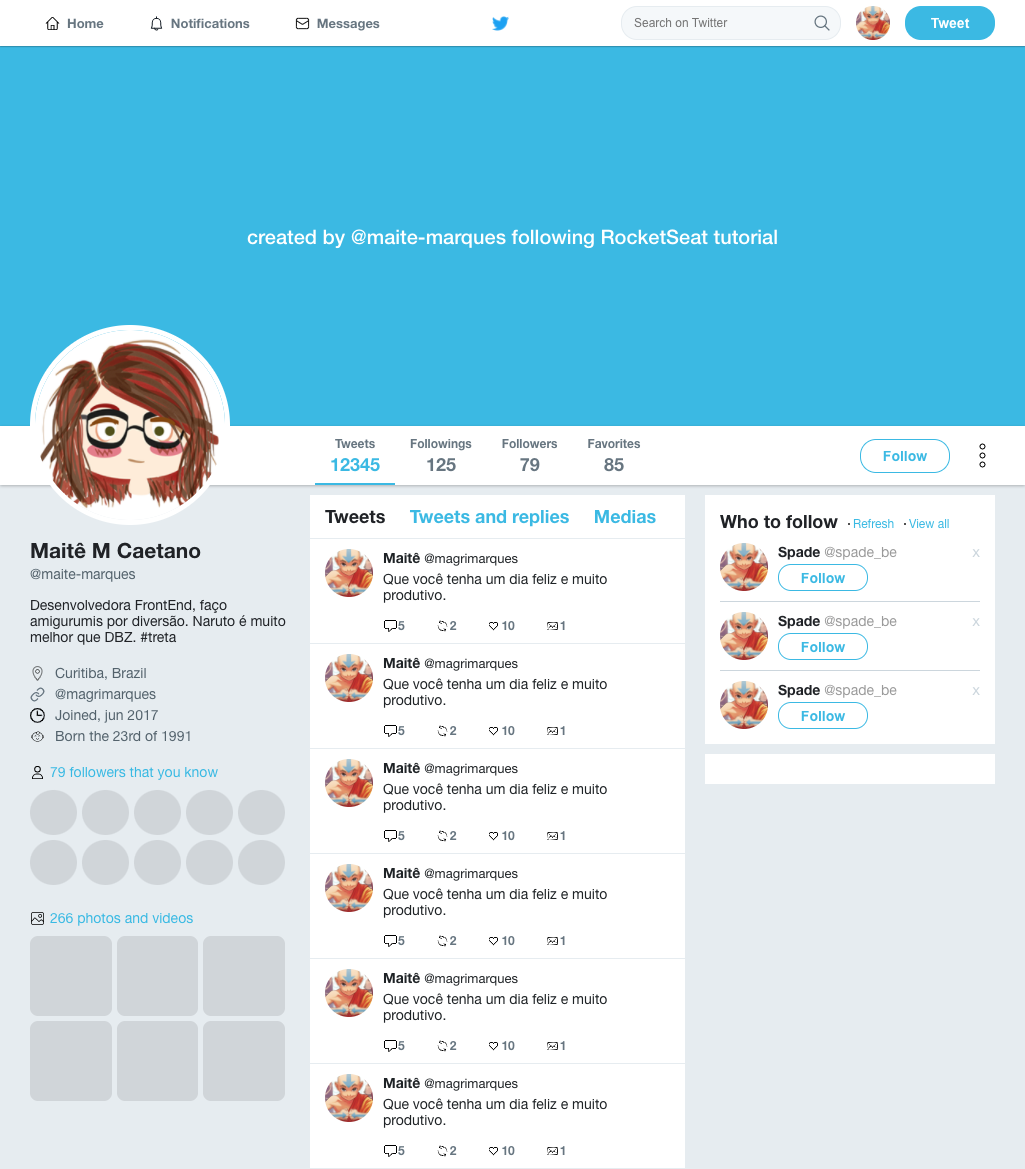 Home
Notifications
Messages
Search on Twitter
Tweet
created by @maite-marques following RocketSeat tutorial
Tweets
12345
Followings
125
Followers
79
Favorites
85
Follow
Maitê M Caetano
@maite-marques
Desenvolvedora FrontEnd, faço
amigurumis por diversão. Naruto é muito
melhor que DBZ. #treta
Curitiba, Brazil
@magrimarques
Joined, jun 2017
Born the 23rd of 1991
79 followers that you know
266 photos and videos
Tweets Tweets and replies Medias
Maitê @magrimarques
Que você tenha um dia feliz e muito
produtivo.
5 2 10 1
Maitê @magrimarques
Que você tenha um dia feliz e muito
produtivo.
5 2 10 1
Maitê @magrimarques
Que você tenha um dia feliz e muito
produtivo.
5 2 10 1
Maitê @magrimarques
Que você tenha um dia feliz e muito
produtivo.
5 2 10 1
Maitê @magrimarques
Que você tenha um dia feliz e muito
produtivo.
5 2 10 1
Maitê @magrimarques
Que você tenha um dia feliz e muito
produtivo.
5 2 10 1
Who to follow · Refresh · View all
Spade @spade_be x
Follow
Spade @spade_be x
Follow
Spade @spade_be x
Follow